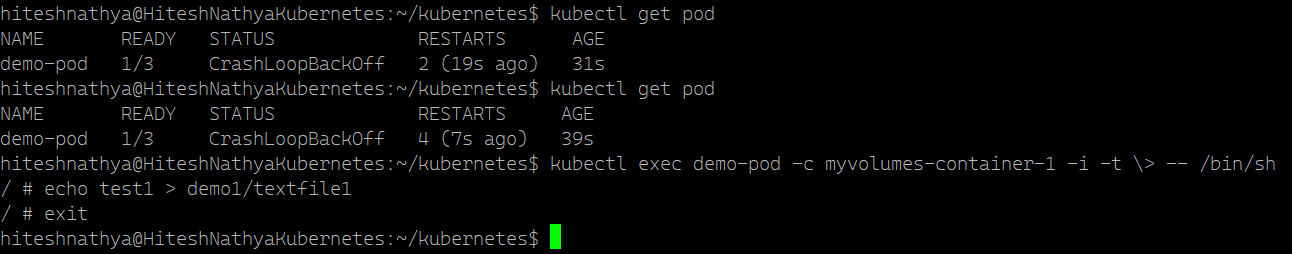 hiteshnathya@HiteshNathyaKubernetes:~/kubernetes$ kubectl get pod
NAME READY STATUS RESTARTS AGE
demo-pod 1/3 CrashLoopBackOff 2 (19s ago) 31s
hiteshnathya@HiteshNathyaKubernetes:~/kubernetes$ kubectl get pod
NAME READY STATUS RESTARTS AGE
demo-pod 1/3 CrashLoopBackOff 4 (7s ago) 39s
hiteshnathya@HiteshNathyaKubernetes:~/kubernetes$ kubectl exec demo-pod -c myvolumes-container-1 -i -t \> -- /bin/sh
/ # echo test1 > demo1/textfile1
/ # exit
hiteshnathya@HiteshNathyaKubernetes:~/kubernetes$